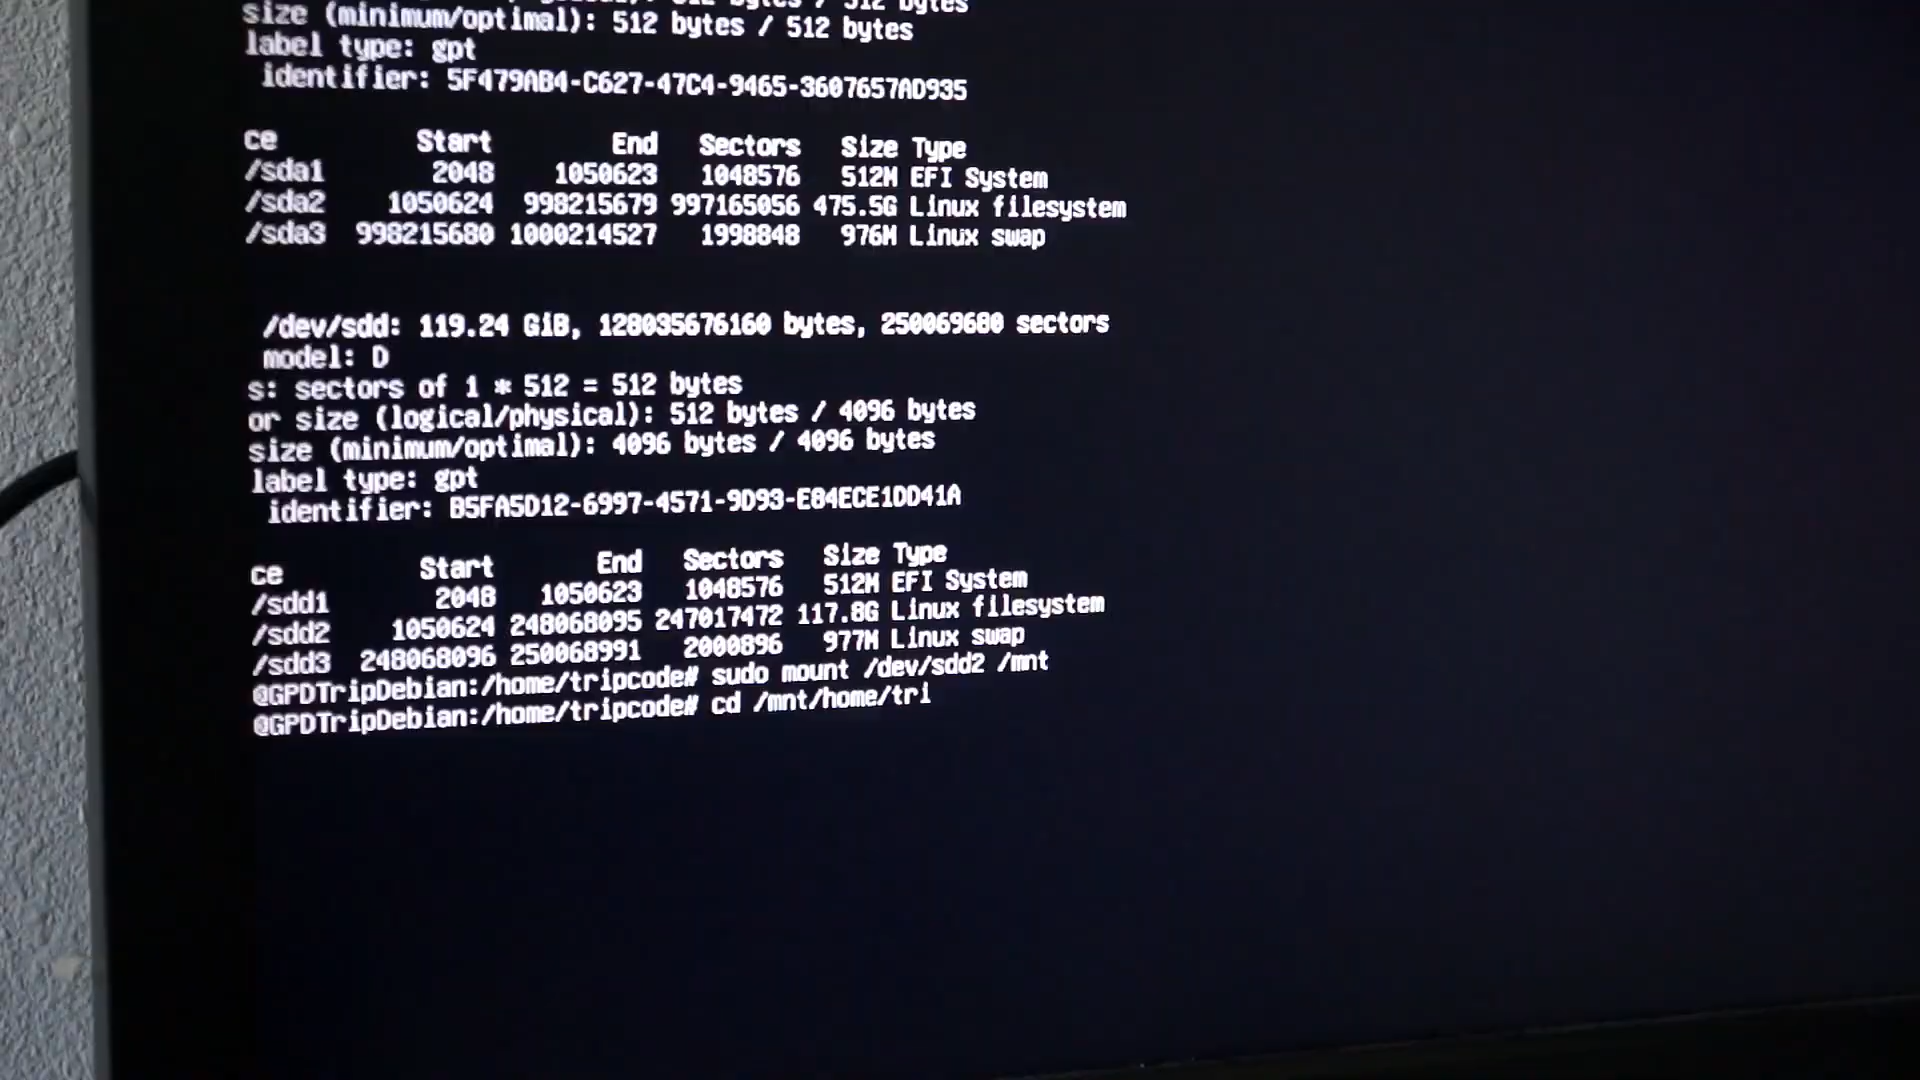 size (minimum/optimal): 512 bytes / 512 bytes
label type: gpt
identifier: 5F479AB4-C627-47C4-9465-3607657AD935
ce Start End Sectors Size Type
/sda1 2048 1050623 1048576 512M EFI System
/sda2 1050624 998215679 997165056 475.5G Linux filesystem
/sda3 998215680 1000214527 1998848 976M Linux swap
/dev/sdd: 119.24 GiB, 128035676160 bytes, 250069680 sectors
model: D
s: sectors of 1 * 512 = 512 bytes
or size (logical/physical): 512 bytes / 4096 bytes
size (minimum/optimal): 4096 bytes / 4096 bytes
label type: gpt
identifier: B5FA5D12-6997-4571-9D93-E84ECE1DD41A
ce Start End Sectors Size Type
/sdd1 2048 1050623 1048576 512M EFI System
/sdd2 1050624 248068095 247017472 117.8G Linux filesystem
/sdd3 248068096 250068991 2000896 977M Linux swap
@GPDTripDebian:/home/tripcode# sudo mount /dev/sdd2 /mnt
@GPDTripDebian:/home/tripcode# cd /mnt/home/tri